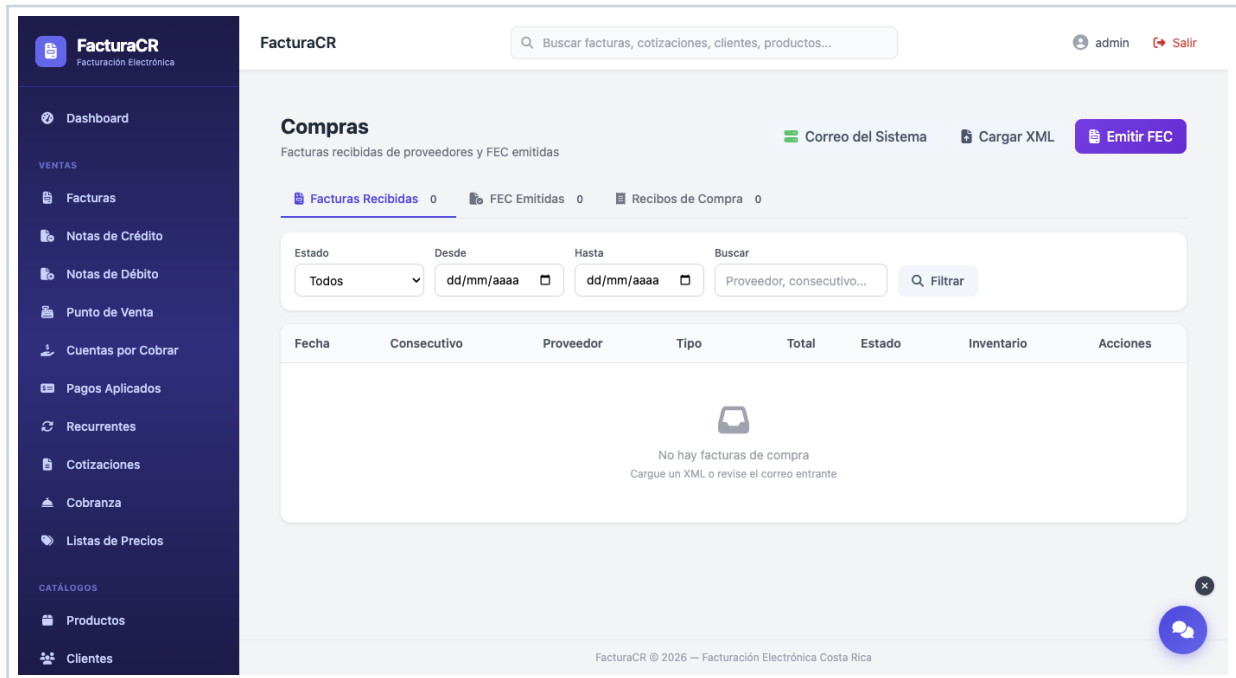 FacturaCR
Facturación Electrónica
Dashboard
VENTAS
Facturas
Notas de Crédito
Notas de Débito
Punto de Venta
Cuentas por Cobrar
Pagos Aplicados
Recurrentes
Cotizaciones
Cobranza
Listas de Precios
CATÁLOGOS
Productos
Clientes
FacturaCR
Buscar facturas, cotizaciones, clientes, productos...
admin
Salir
Compras
Facturas recibidas de proveedores y FEC emitidas
Correo del Sistema
Cargar XML
Emitir FEC
Facturas Recibidas 0
FEC Emitidas 0
Recibos de Compra 0
Estado Desde Hasta Buscar
Todos dd/mm/aaaa dd/mm/aaaa Proveedor, consecutivo... Filtrar
Fecha Consecutivo Proveedor Tipo Total Estado Inventario Acciones
No hay facturas de compra
Cargue un XML o revise el correo entrante
FacturaCR © 2026 — Facturación Electrónica Costa Rica